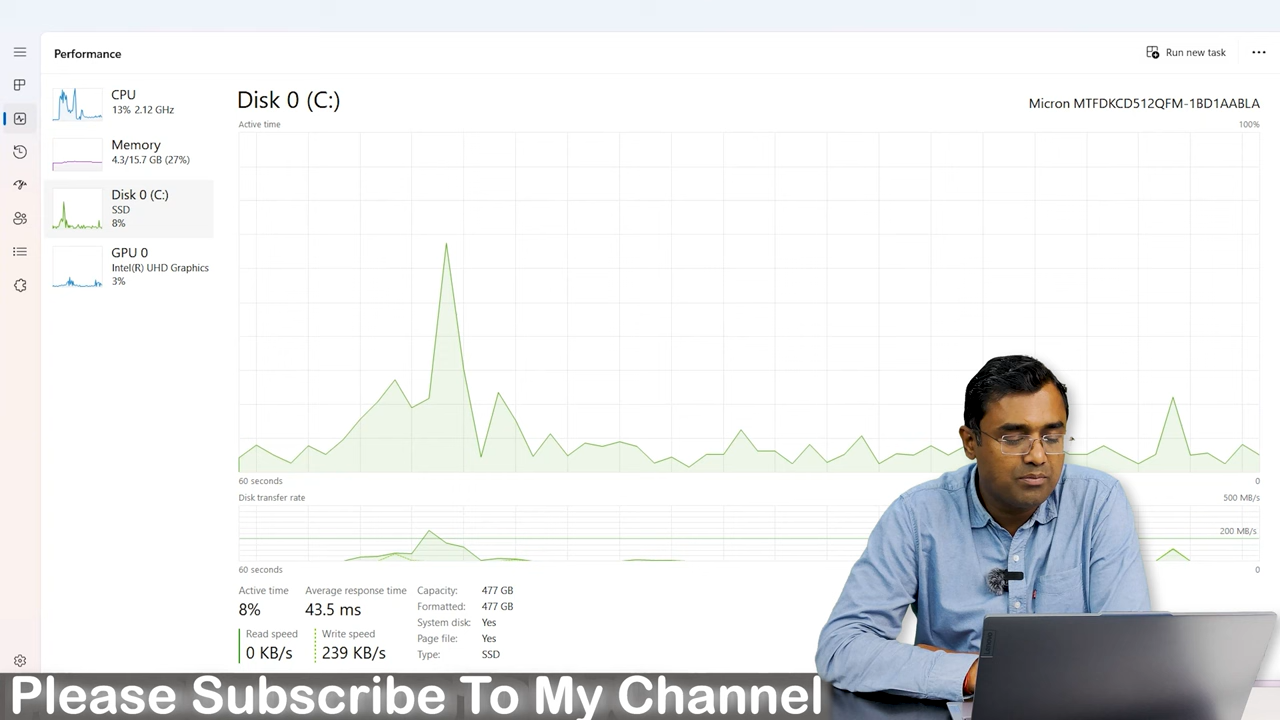 Performance
Run new task
CPU
13% 2.12 GHz
Memory
4.3/15.7 GB (27%)
Disk 0 (C:)
SSD
8%
GPU 0
Intel(R) UHD Graphics
3%
Disk 0 (C:)
Micron MTFDKCD512QFM-1BD1AABLA
Active time
100%
60 seconds
0
Disk transfer rate
500 MB/s
200 MB/s
60 seconds
0
Active time
8%
Average response time
43.5 ms
Read speed
0 KB/s
Write speed
239 KB/s
Capacity: 477 GB
Formatted: 477 GB
System disk: Yes
Page file: Yes
Type: SSD
Please Subscribe To My Channel